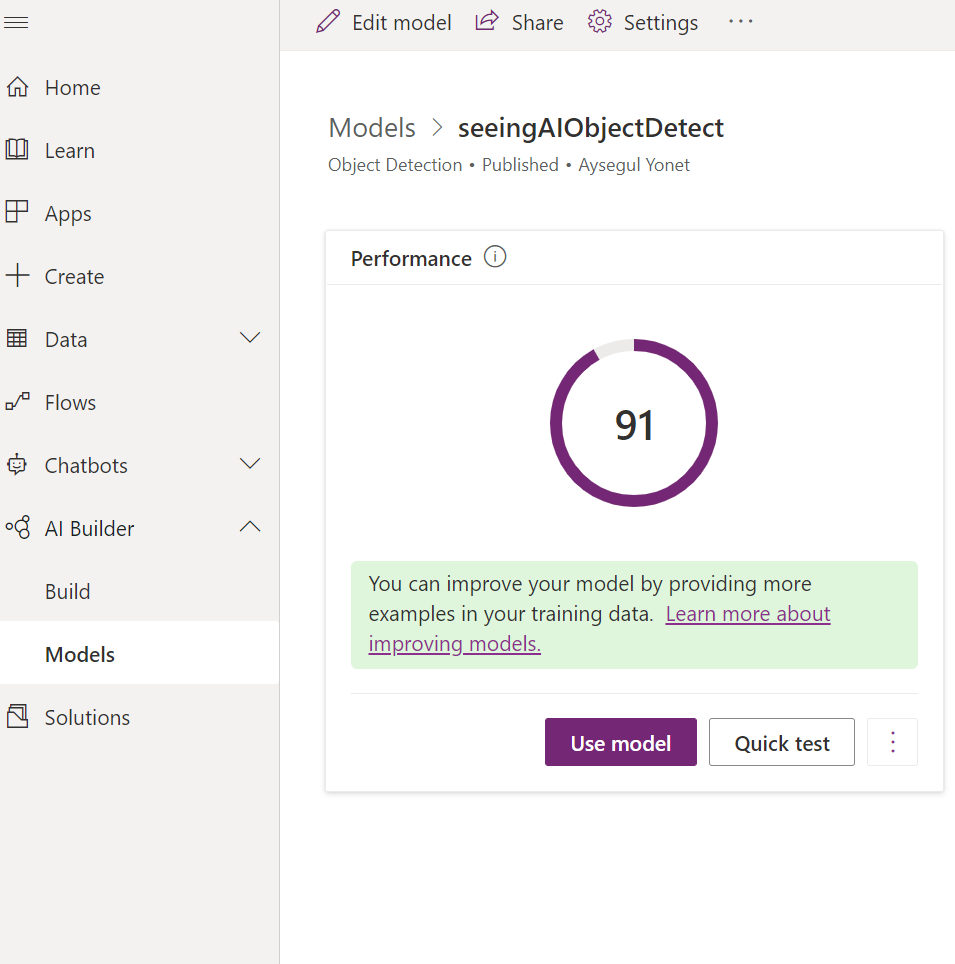 Edit model Share Settings ···
Home
Learn
Apps
Create
Data
Flows
Chatbots
AI Builder
Build
Models
Solutions
Models > seeingAIObjectDetect
Object Detection • Published • Aysegul Yonet
Performance
91
You can improve your model by providing more
examples in your training data. Learn more about
improving models.
Use model Quick test